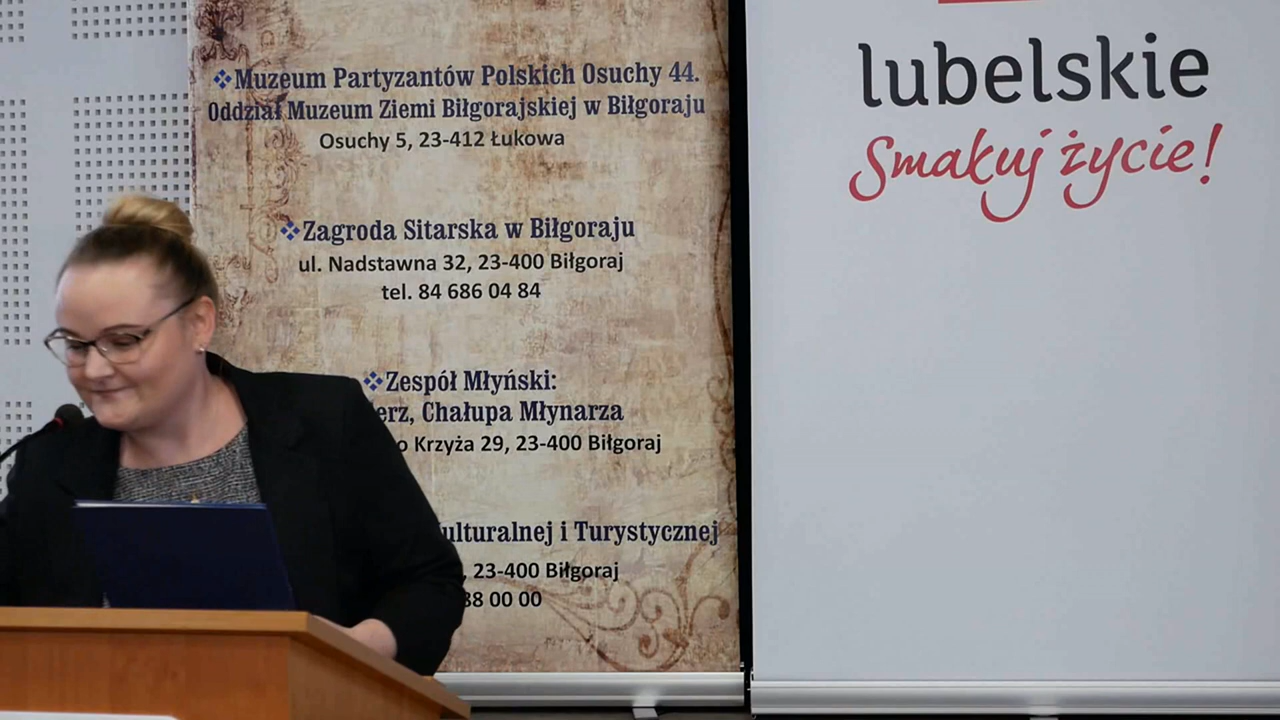 ❖Muzeum Partyzantów Polskich Osuchy 44.
Oddział Muzeum Ziemi Biłgorajskiej w Biłgoraju
Osuchy 5, 23-412 Łukowa
❖Zagroda Sitarska w Biłgoraju
ul. Nadstawna 32, 23-400 Biłgoraj
tel. 84 686 04 84
❖Zespół Młyński:
Chałupa Młynarza
Krzyża 29, 23-400 Biłgoraj
i Turystycznej
, 23-400 Biłgoraj
00 00
lubelskie
Smakuj życie!